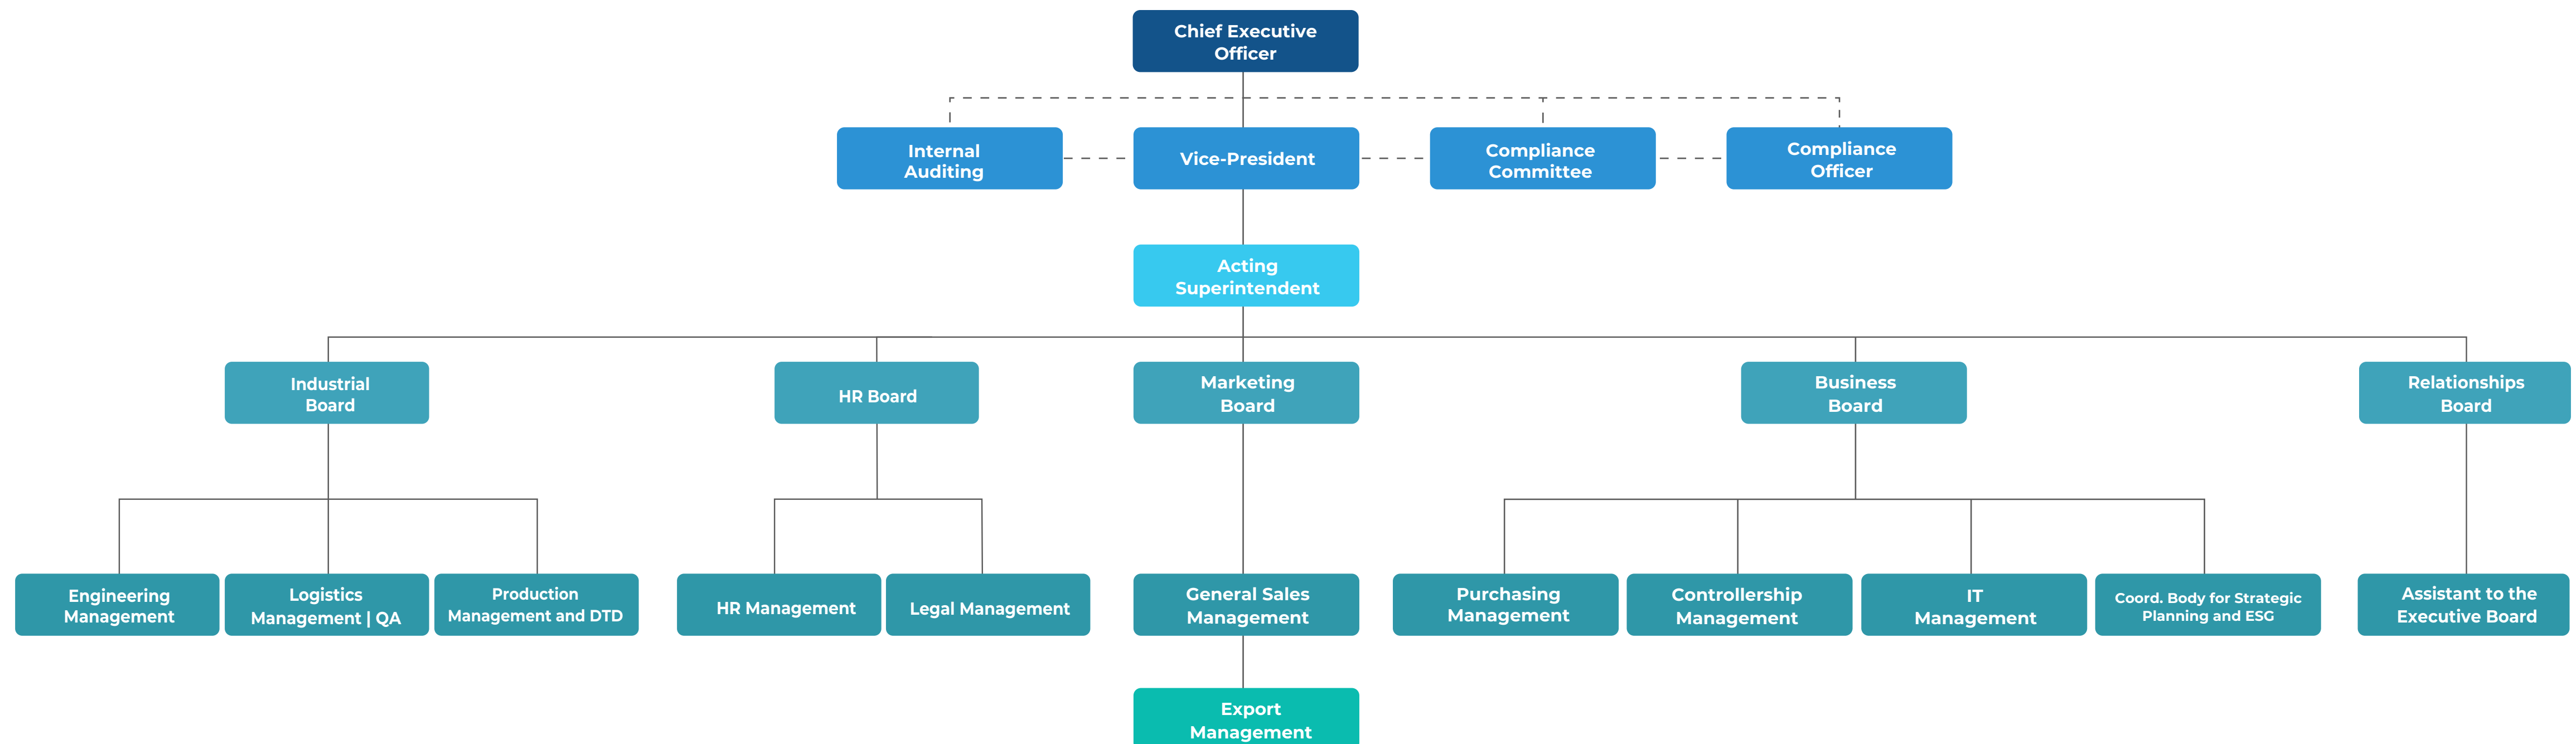 Chief Executive
Officer
Internal
Auditing
Vice-President
Compliance
Committee
Compliance
Officer
Acting
Superintendent
Industrial
Board
HR Board
Marketing
Board
Business
Board
Relationships
Board
Engineering
Management
Logistics
Management | QA
Production
Management and DTD
HR Management
Legal Management
General Sales
Management
Purchasing
Management
Controllership
Management
IT
Management
Coord. Body for Strategic
Planning and ESG
Assistant to the
Executive Board
Export
Management